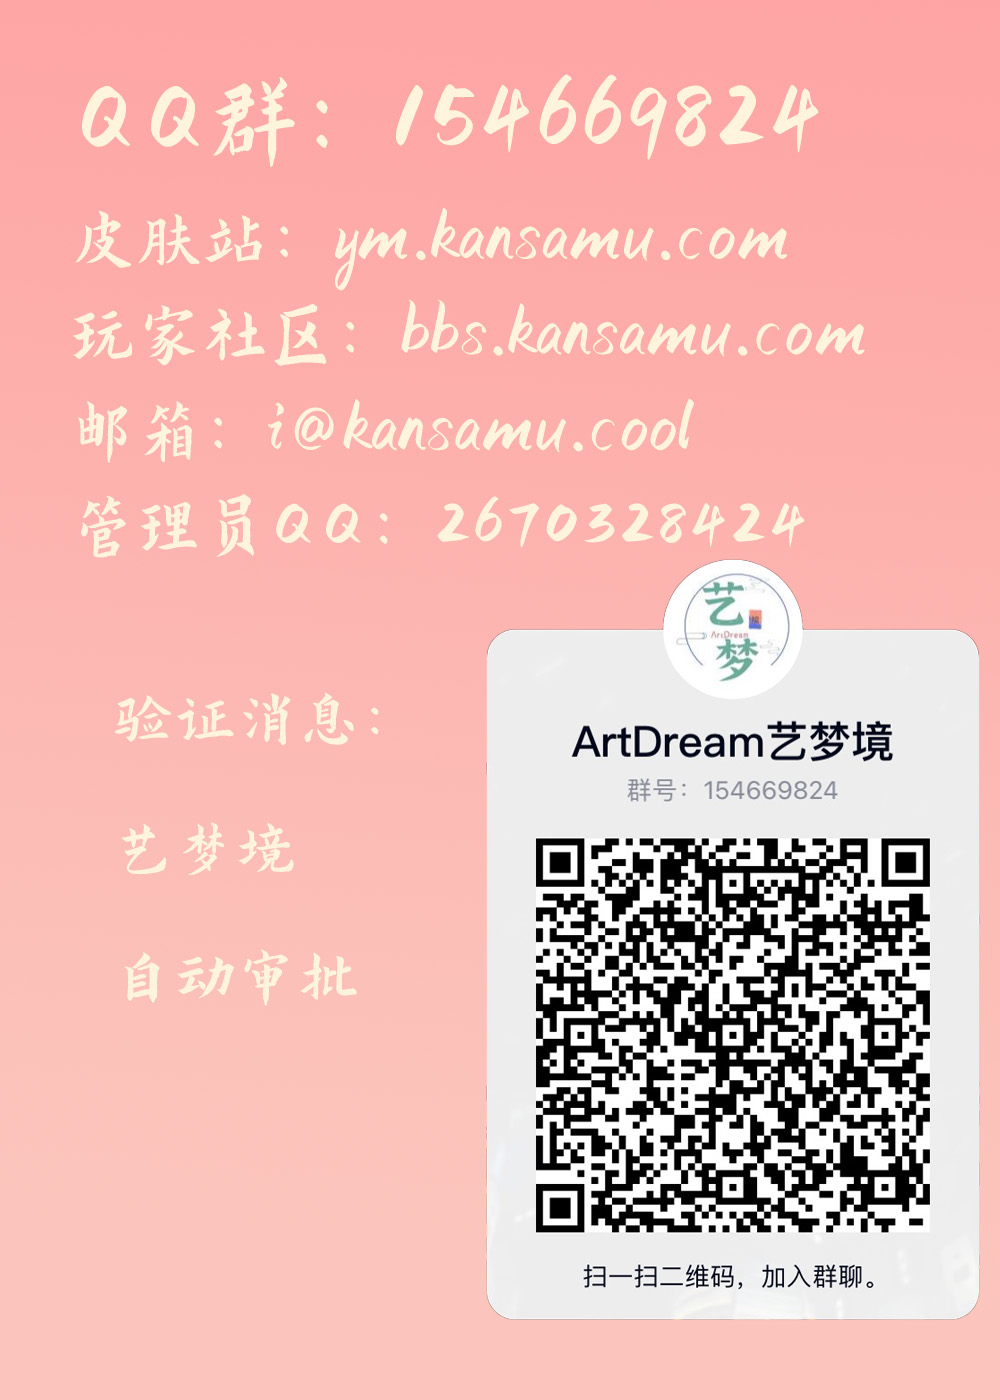 QQ群：154669824
皮肤站：ym.kansamu.com
玩家社区：bbs.kansamu.com
邮箱：i@kansamu.cool
管理员QQ：2670328424
艺
ArtDream
梦
验证消息：
艺梦境
自动审批
ArtDream艺梦境
群号：154669824
扫一扫二维码，加入群聊。